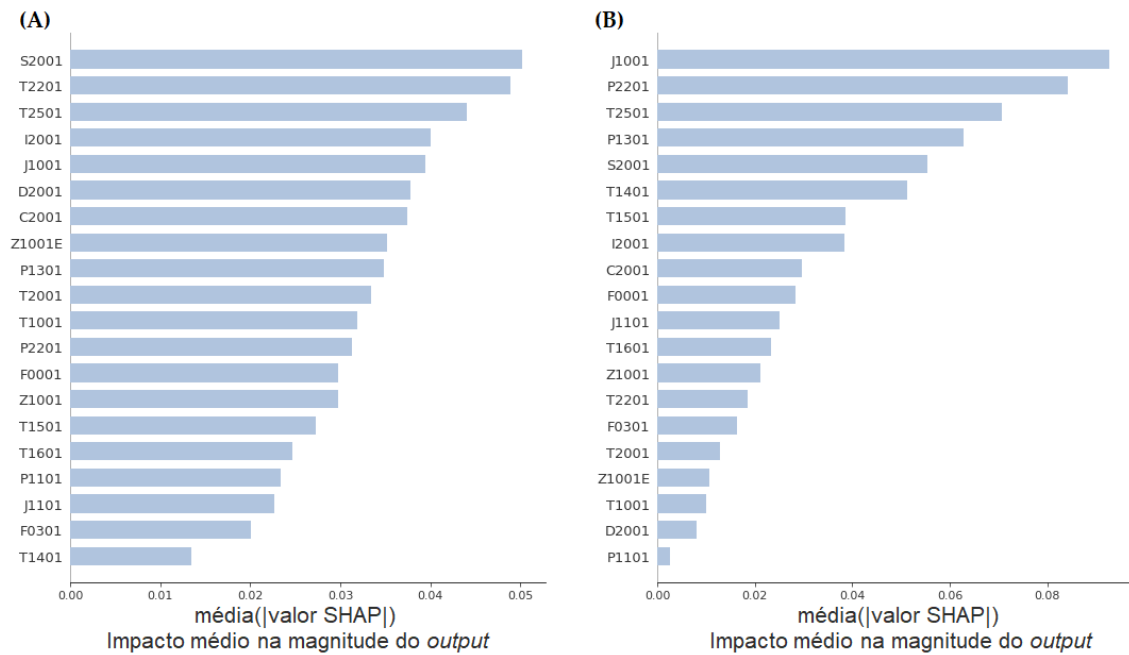 (A)
S2001
T2201
T2501
I2001
J1001
D2001
C2001
Z1001E
P1301
T2001
T1001
P2201
F0001
Z1001
T1501
T1601
P1101
J1101
F0301
T1401
0.00 0.01 0.02 0.03 0.04 0.05
média(|valor SHAP|)
Impacto médio na magnitude do output
(B)
J1001
P2201
T2501
P1301
S2001
T1401
T1501
I2001
C2001
F0001
J1101
T1601
Z1001
T2201
F0301
T2001
Z1001E
T1001
D2001
P1101
0.00 0.02 0.04 0.06 0.08
média(|valor SHAP|)
Impacto médio na magnitude do output